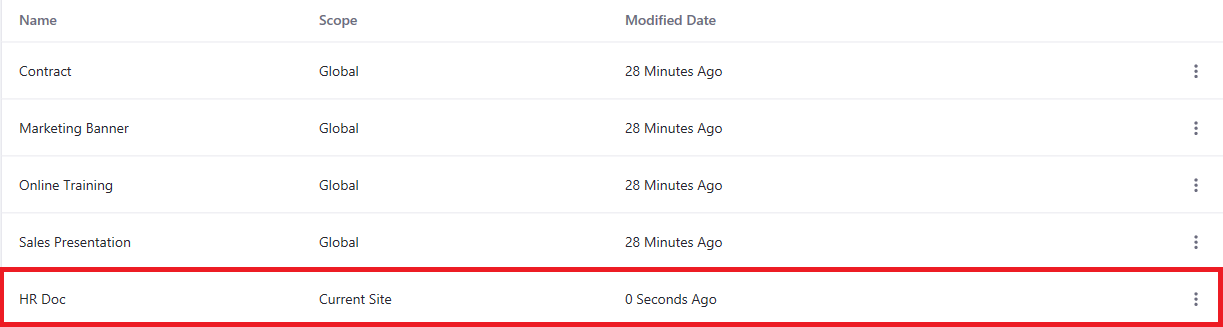 Name Scope Modified Date
Contract Global 28 Minutes Ago
Marketing Banner Global 28 Minutes Ago
Online Training Global 28 Minutes Ago
Sales Presentation Global 28 Minutes Ago
HR Doc Current Site 0 Seconds Ago